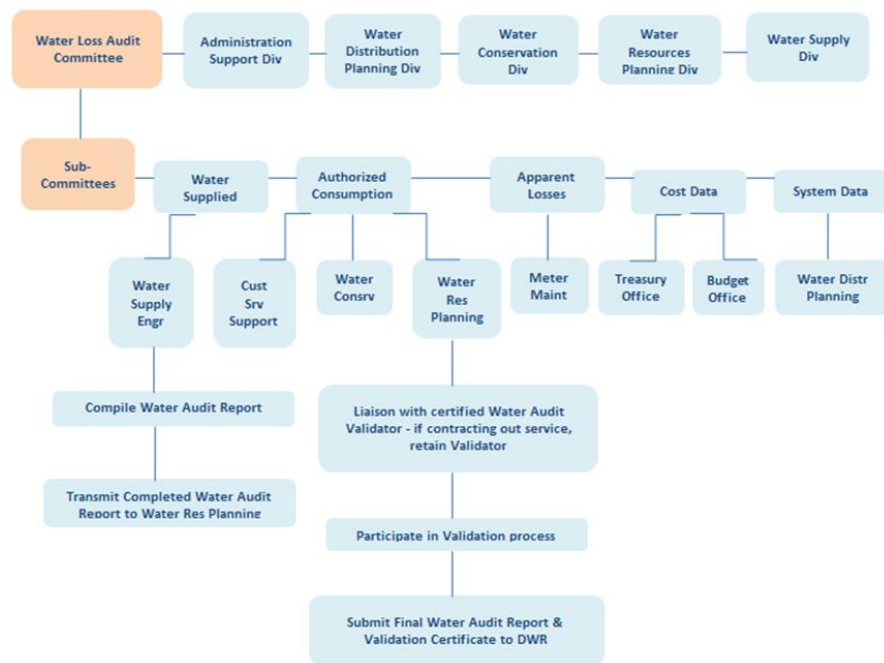 Water Loss Audit
Committee
Administration
Support Div
Water
Distribution
Planning Div
Water
Conservation
Div
Water
Resources
Planning Div
Water Supply
Div
Sub-
Committees
Water
Supplied
Authorized
Consumption
Apparent
Losses
Cost Data
System Data
Water
Supply
Engr
Cust
Srv
Support
Water
Consrv
Water
Res
Planning
Meter
Maint
Treasury
Office
Budget
Office
Water Distr
Planning
Compile Water Audit Report
Transmit Completed Water Audit
Report to Water Res Planning
Liaison with certified Water Audit
Validator - if contracting out service,
retain Validator
Participate in Validation process
Submit Final Water Audit Report &
Validation Certificate to DWR